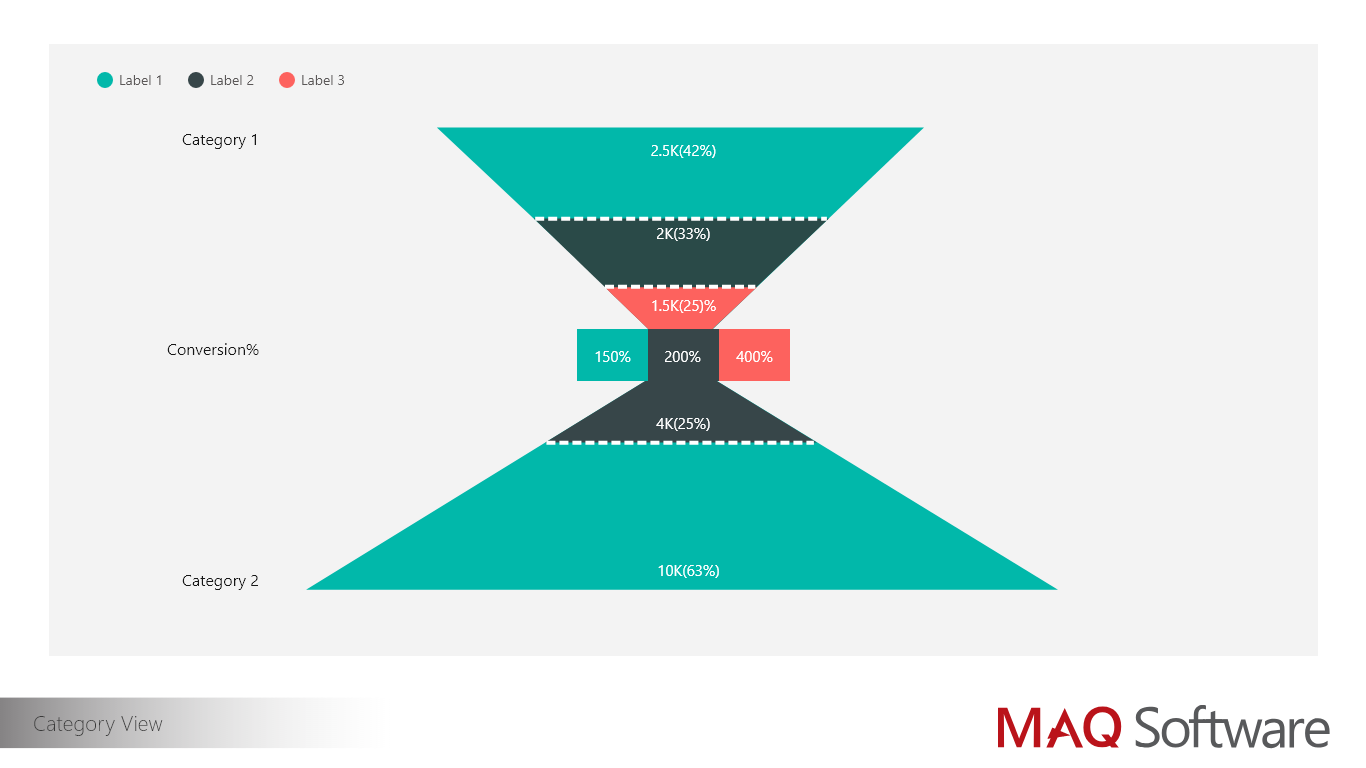 Label 1 Label 2 Label 3
Category 1
2.5K(42%)
2K(33%)
1.5K(25)%
Conversion%
150% 200% 400%
4K(25%)
10K(63%)
Category 2
Category View
MAQ Software